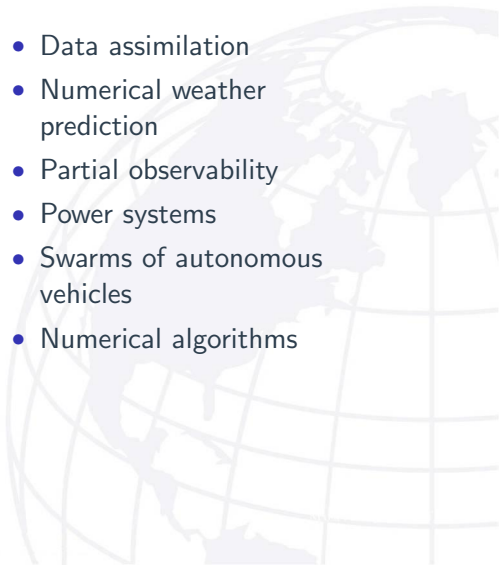 • Data assimilation
• Numerical weather
prediction
• Partial observability
• Power systems
• Swarms of autonomous
vehicles
• Numerical algorithms